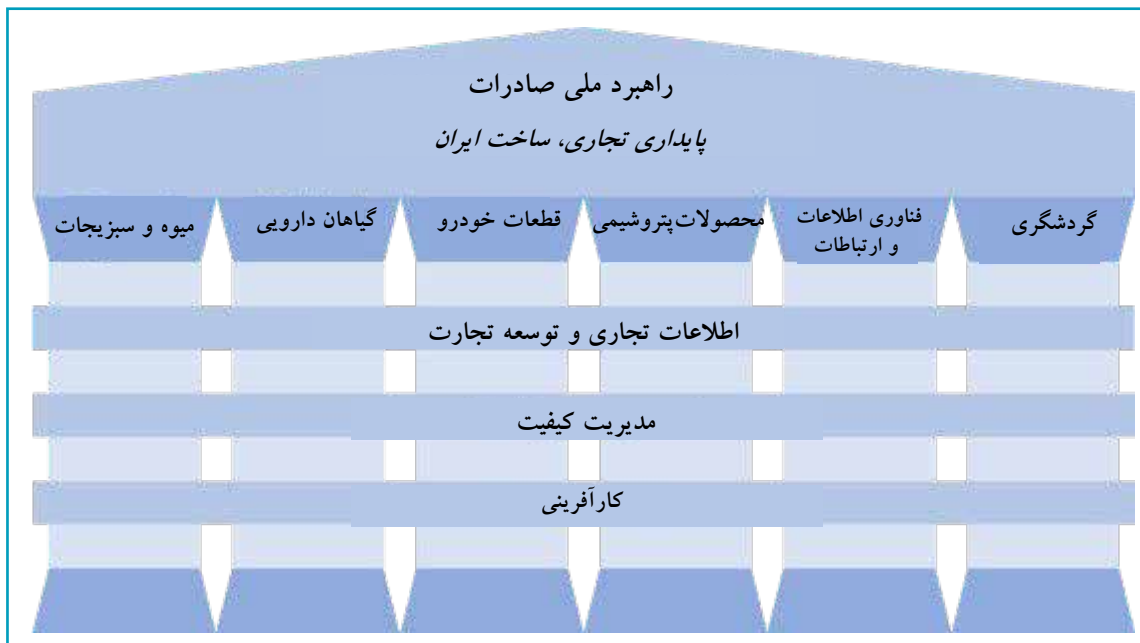 راهبرد ملی صادرات
پایداری تجاری، ساخت ایران
گردشگری
فناوری اطلاعات
و ارتباطات
محصولات پتروشیمی
قطعات خودرو
گیاهان دارویی
میوه و سبزیجات
اطلاعات تجاری و توسعه تجارت
مدیریت کیفیت
کارآفرینی